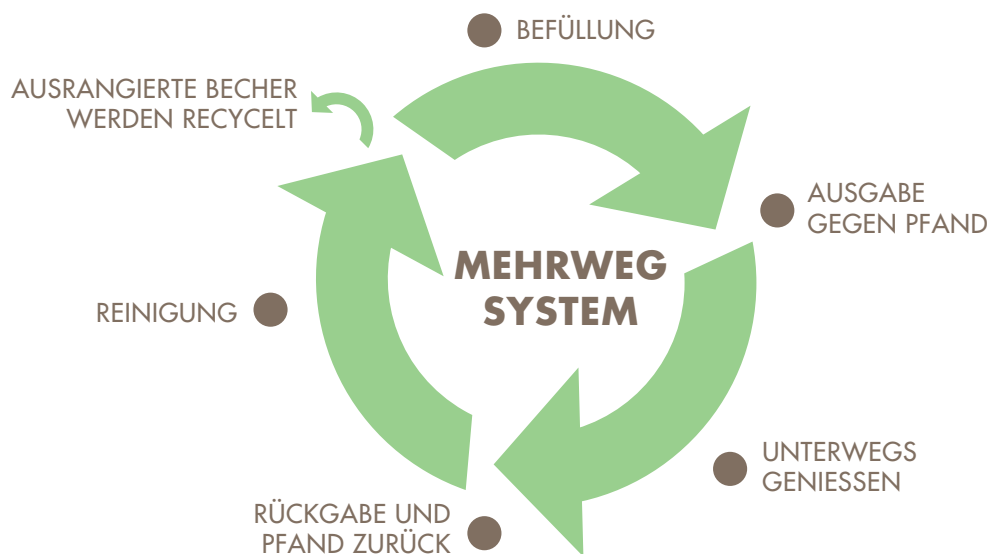 BEFÜLLUNG
AUSRANGIERTE BECHER
WERDEN RECYCELT
AUSGABE
GEGEN PFAND
MEHRWEG
SYSTEM
REINIGUNG
UNTERWEGS
GENIESSEN
RÜCKGABE UND
PFAND ZURÜCK